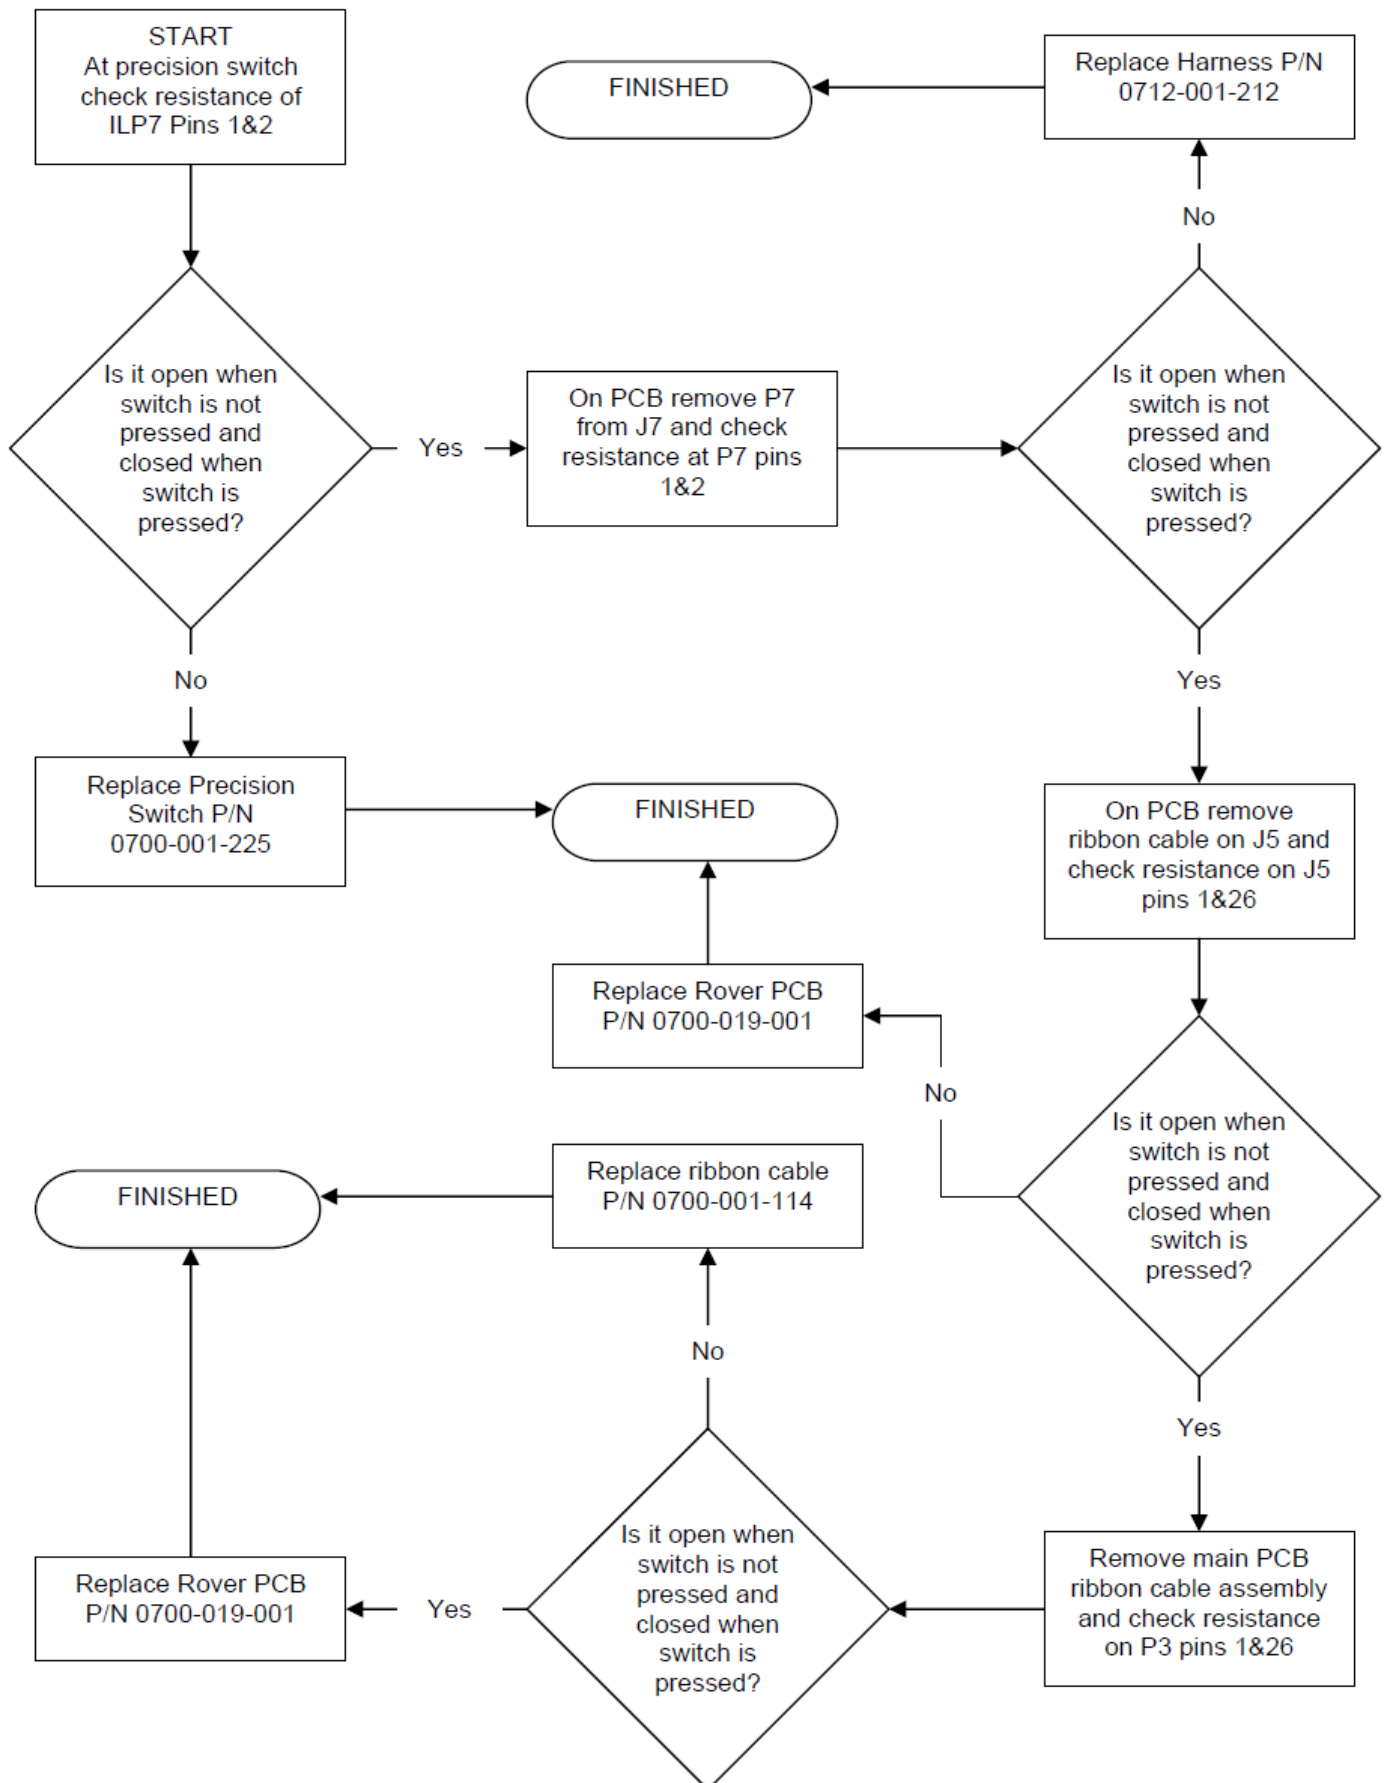 START
At precision switch
check resistance of
ILP7 Pins 1&2
FINISHED
Replace Harness P/N
0712-001-212
No
Is it open when
switch is not
pressed and
closed when
switch is
pressed?
Yes
On PCB remove P7
from J7 and check
resistance at P7 pins
1&2
Is it open when
switch is not
pressed and
closed when
switch is
pressed?
No
Yes
Replace Precision
Switch P/N
0700-001-225
FINISHED
On PCB remove
ribbon cable on J5 and
check resistance on J5
pins 1&26
Replace Rover PCB
P/N 0700-019-001
No
Is it open when
switch is not
pressed and
closed when
switch is
pressed?
FINISHED
Replace ribbon cable
P/N 0700-001-114
No
Yes
Replace Rover PCB
P/N 0700-019-001
Yes
Is it open when
switch is not
pressed and
closed when
switch is
pressed?
Remove main PCB
ribbon cable assembly
and check resistance
on P3 pins 1&26